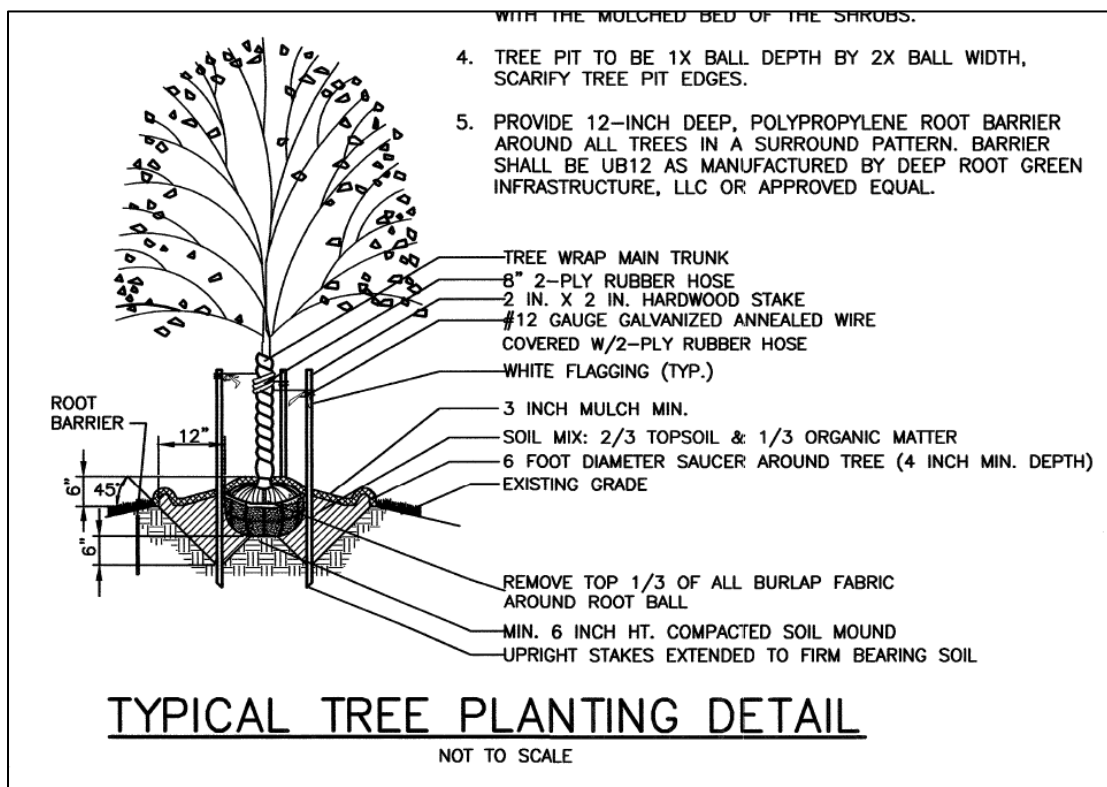 WITH THE MULCHED BED OF THE SHRUBS.
4. TREE PIT TO BE 1X BALL DEPTH BY 2X BALL WIDTH,
SCARIFY TREE PIT EDGES.
5. PROVIDE 12-INCH DEEP, POLYPROPYLENE ROOT BARRIER
AROUND ALL TREES IN A SURROUND PATTERN. BARRIER
SHALL BE UB12 AS MANUFACTURED BY DEEP ROOT GREEN
INFRASTRUCTURE, LLC OR APPROVED EQUAL.
TREE WRAP MAIN TRUNK
8" 2-PLY RUBBER HOSE
2 IN. X 2 IN. HARDWOOD STAKE
#12 GAUGE GALVANIZED ANNEALED WIRE
COVERED W/2-PLY RUBBER HOSE
WHITE FLAGGING (TYP.)
ROOT
BARRIER
12"
3 INCH MULCH MIN.
SOIL MIX: 2/3 TOPSOIL & 1/3 ORGANIC MATTER
6 FOOT DIAMETER SAUCER AROUND TREE (4 INCH MIN. DEPTH)
6"
45°
EXISTING GRADE
6"
REMOVE TOP 1/3 OF ALL BURLAP FABRIC
AROUND ROOT BALL
MIN. 6 INCH HT. COMPACTED SOIL MOUND
UPRIGHT STAKES EXTENDED TO FIRM BEARING SOIL
TYPICAL TREE PLANTING DETAIL
NOT TO SCALE